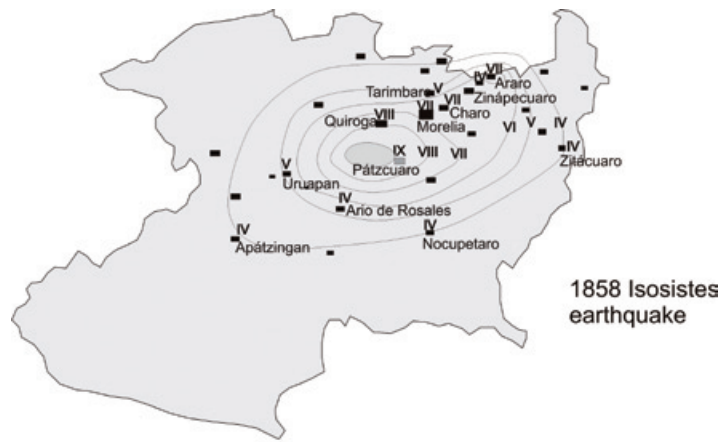 VII
IV
Araro
Tarimbaro
V
Zinápecuaro
VII
VII
Charo
VIII
Quiroga
Morelia
VI
V
IV
IX
VIII
VII
IV
Pátzcuaro
Zitácuaro
V
Uruapan
IV
Ario de Rosales
IV
IV
Apátzingan
Nocupetaro
1858 Isosistes
earthquake